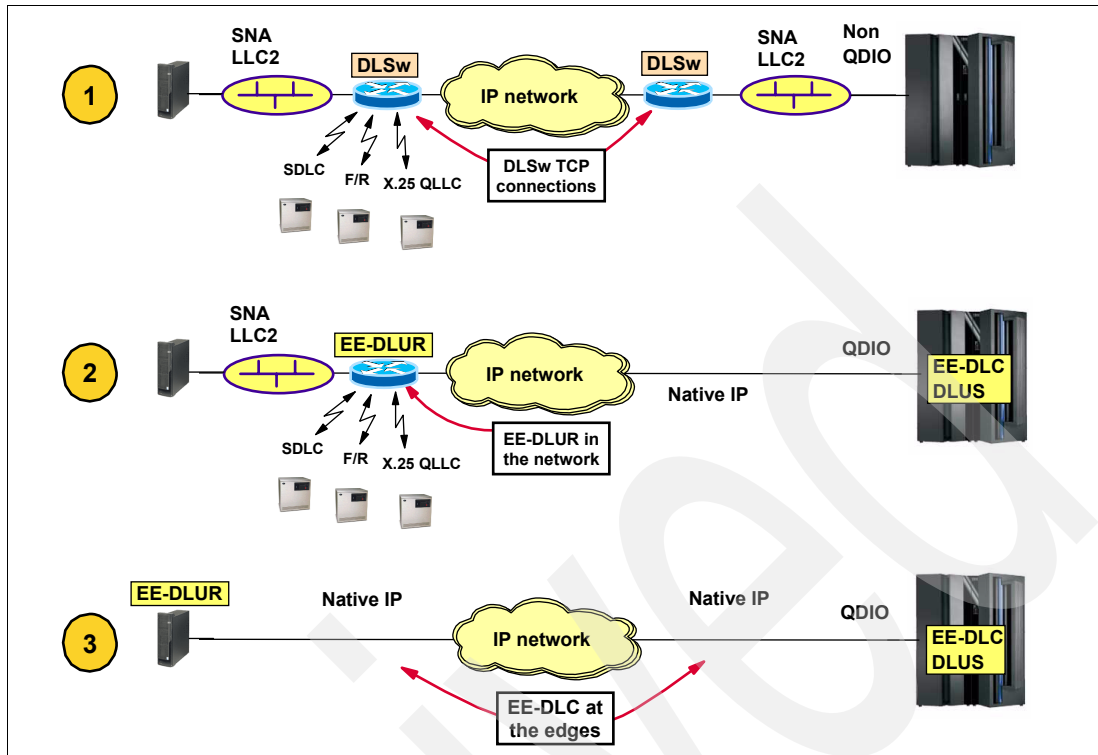 1
SNA
LLC2
DLSw
IP network
DLSw
SNA
LLC2
Non
QDIO
SDLC
F/R
X.25 QLLC
DLSw TCP
connections
2
SNA
LLC2
EE-DLUR
IP network
Native IP
QDIO
EE-DLC
DLUS
SDLC
F/R
X.25 QLLC
EE-DLUR in
the network
3
EE-DLUR
Native IP
IP network
Native IP
QDIO
EE-DLC
DLUS
EE-DLC at
the edges